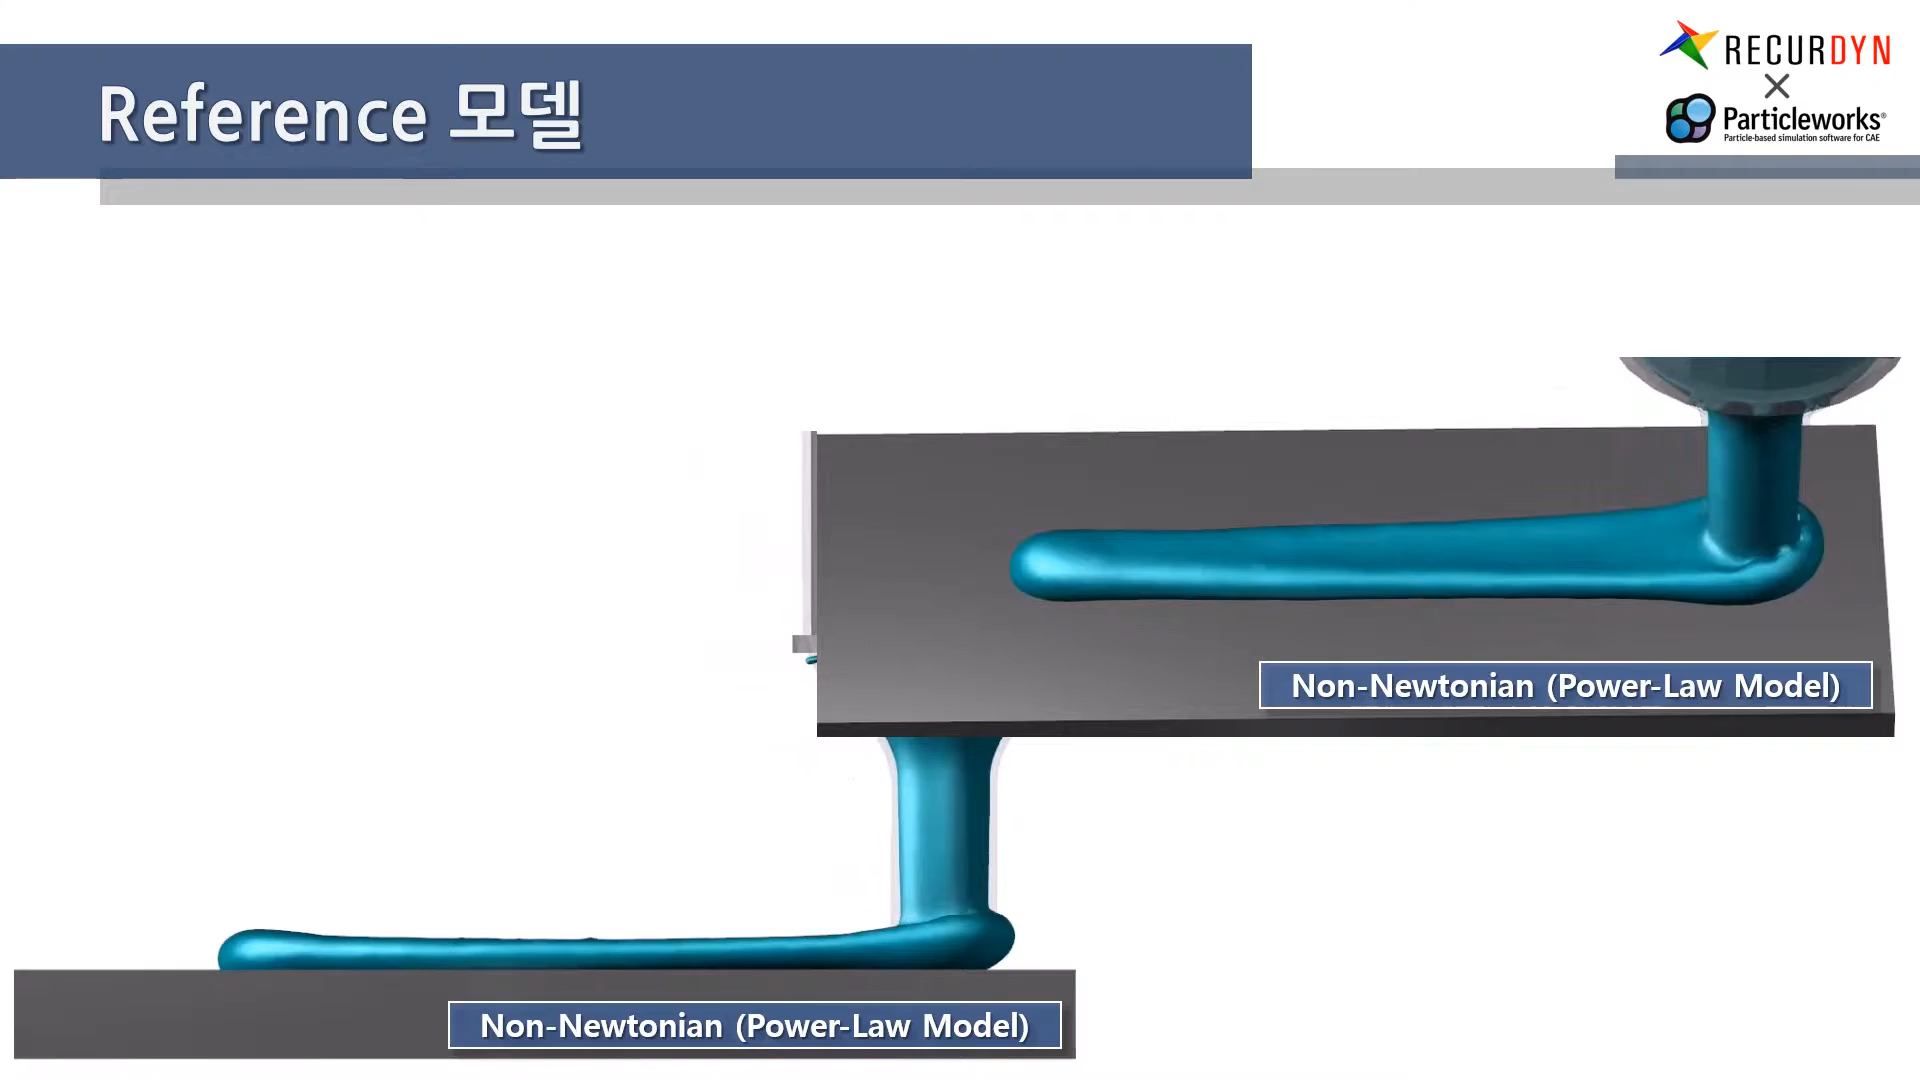 Reference 모델
RECURDYN
×
Particleworks®
Particle-based simulation software for CAE
Non-Newtonian (Power-Law Model)
Non-Newtonian (Power-Law Model)